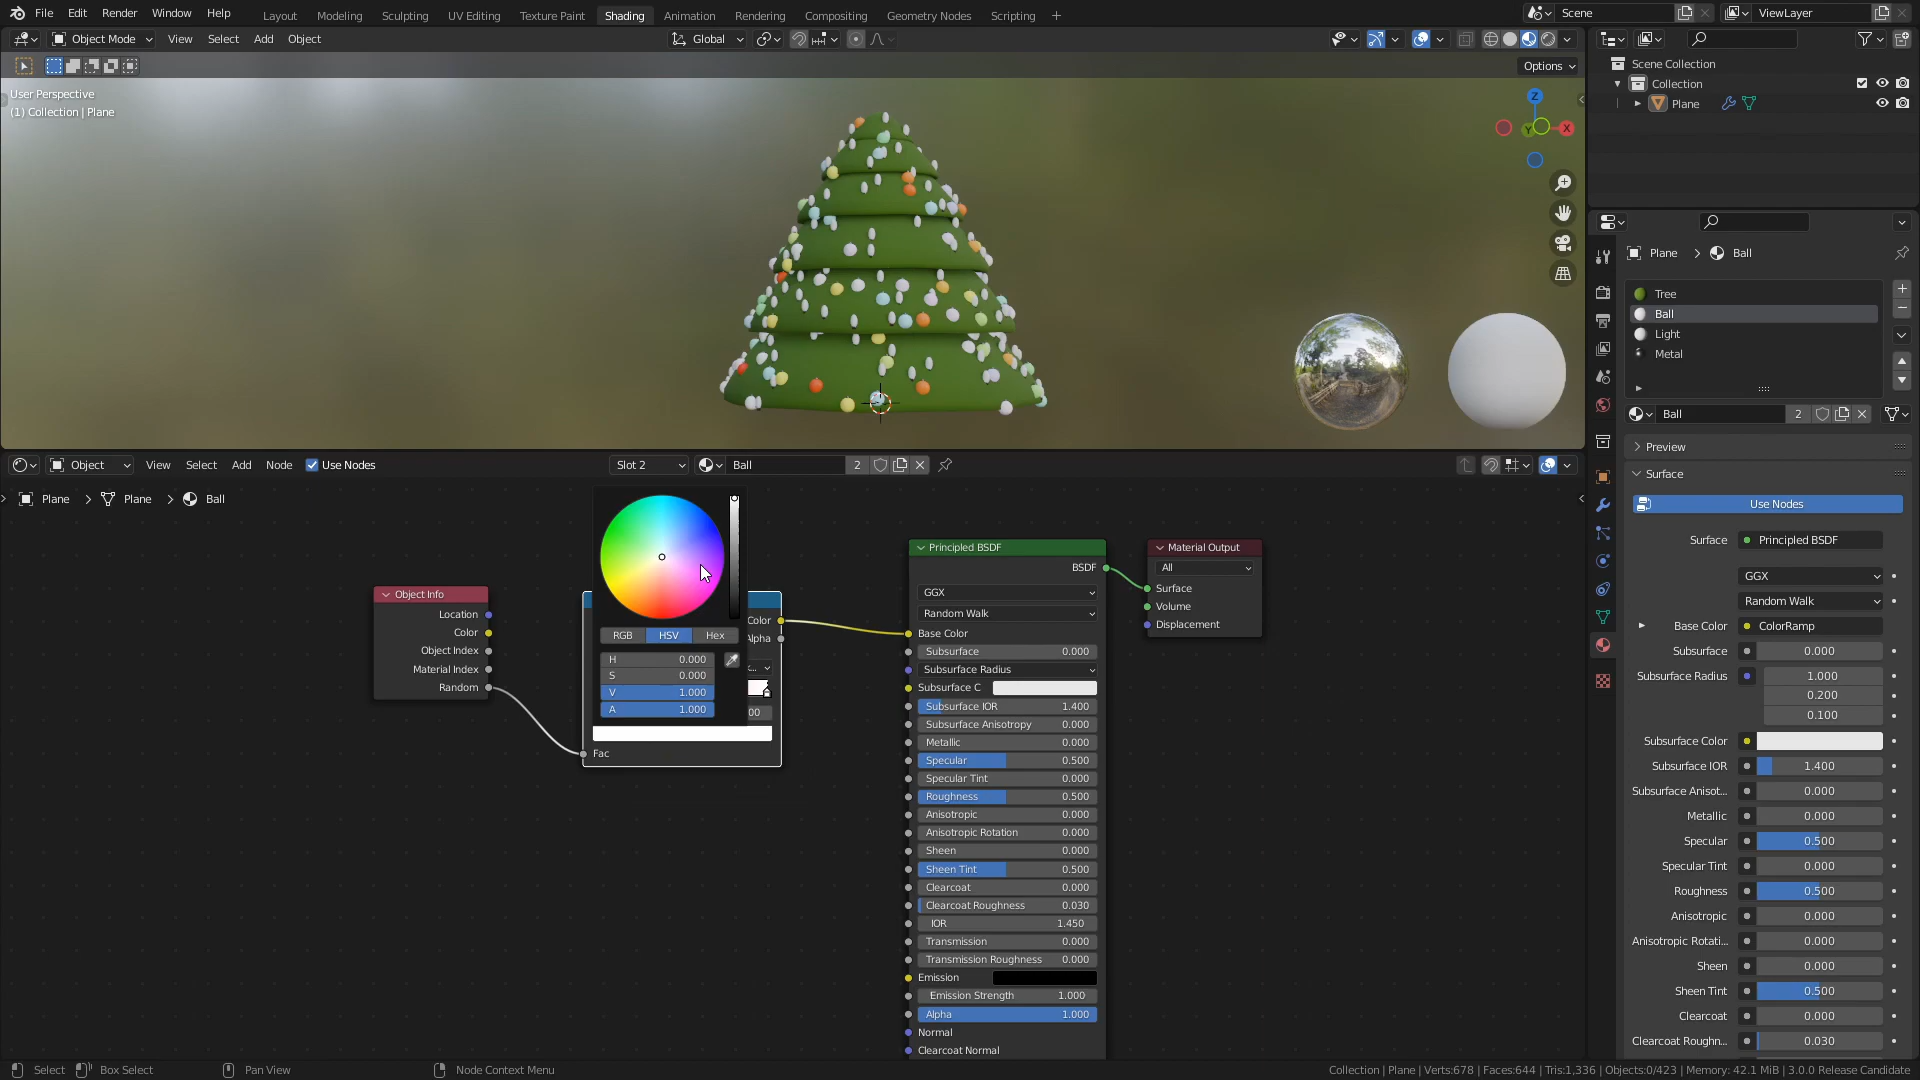 File Edit Render Window Help Layout Modeling Sculpting UV Editing Texture Paint Shading Animation Rendering Compositing Geometry Nodes Scripting + Scene ViewLayer
Object Mode View Select Add Object Global
Options
User Perspective
(1) Collection | Plane
Z
Y
X
Scene Collection
Collection
Plane
Plane > Ball
Tree
Ball
Light
Metal
Ball 2
Preview
Surface
Use Nodes
Surface Principled BSDF
GGX
Random Walk
Base Color ColorRamp
Subsurface 0.000
Subsurface Radius 1.000
0.200
0.100
Subsurface Color
Subsurface IOR 1.400
Subsurface Anisot... 0.000
Metallic 0.000
Specular 0.500
Specular Tint 0.000
Roughness 0.500
Anisotropic 0.000
Anisotropic Rotati... 0.000
Sheen 0.000
Sheen Tint 0.500
Clearcoat 0.000
Clearcoat Roughn... 0.030
Object View Select Add Node Use Nodes Slot 2 Ball 2
Plane > Plane > Ball
Object Info
Location
Color
Object Index
Material Index
Random
RGB HSV Hex
H 0.000
S 0.000
V 1.000
A 1.000
Color
Alpha
00
Fac
Principled BSDF
BSDF
GGX
Random Walk
Base Color
Subsurface 0.000
Subsurface Radius
Subsurface C
Subsurface IOR 1.400
Subsurface Anisotropy 0.000
Metallic 0.000
Specular 0.500
Specular Tint 0.000
Roughness 0.500
Anisotropic 0.000
Anisotropic Rotation 0.000
Sheen 0.000
Sheen Tint 0.500
Clearcoat 0.000
Clearcoat Roughness 0.030
IOR 1.450
Transmission 0.000
Transmission Roughness 0.000
Emission
Emission Strength 1.000
Alpha 1.000
Normal
Clearcoat Normal
Material Output
All
Surface
Volume
Displacement
Select Box Select Pan View Node Context Menu Collection | Plane | Verts:678 | Faces:644 | Tris:1,336 | Objects:0/423 | Memory: 42.1 MiB | 3.0.0 Release Candidate